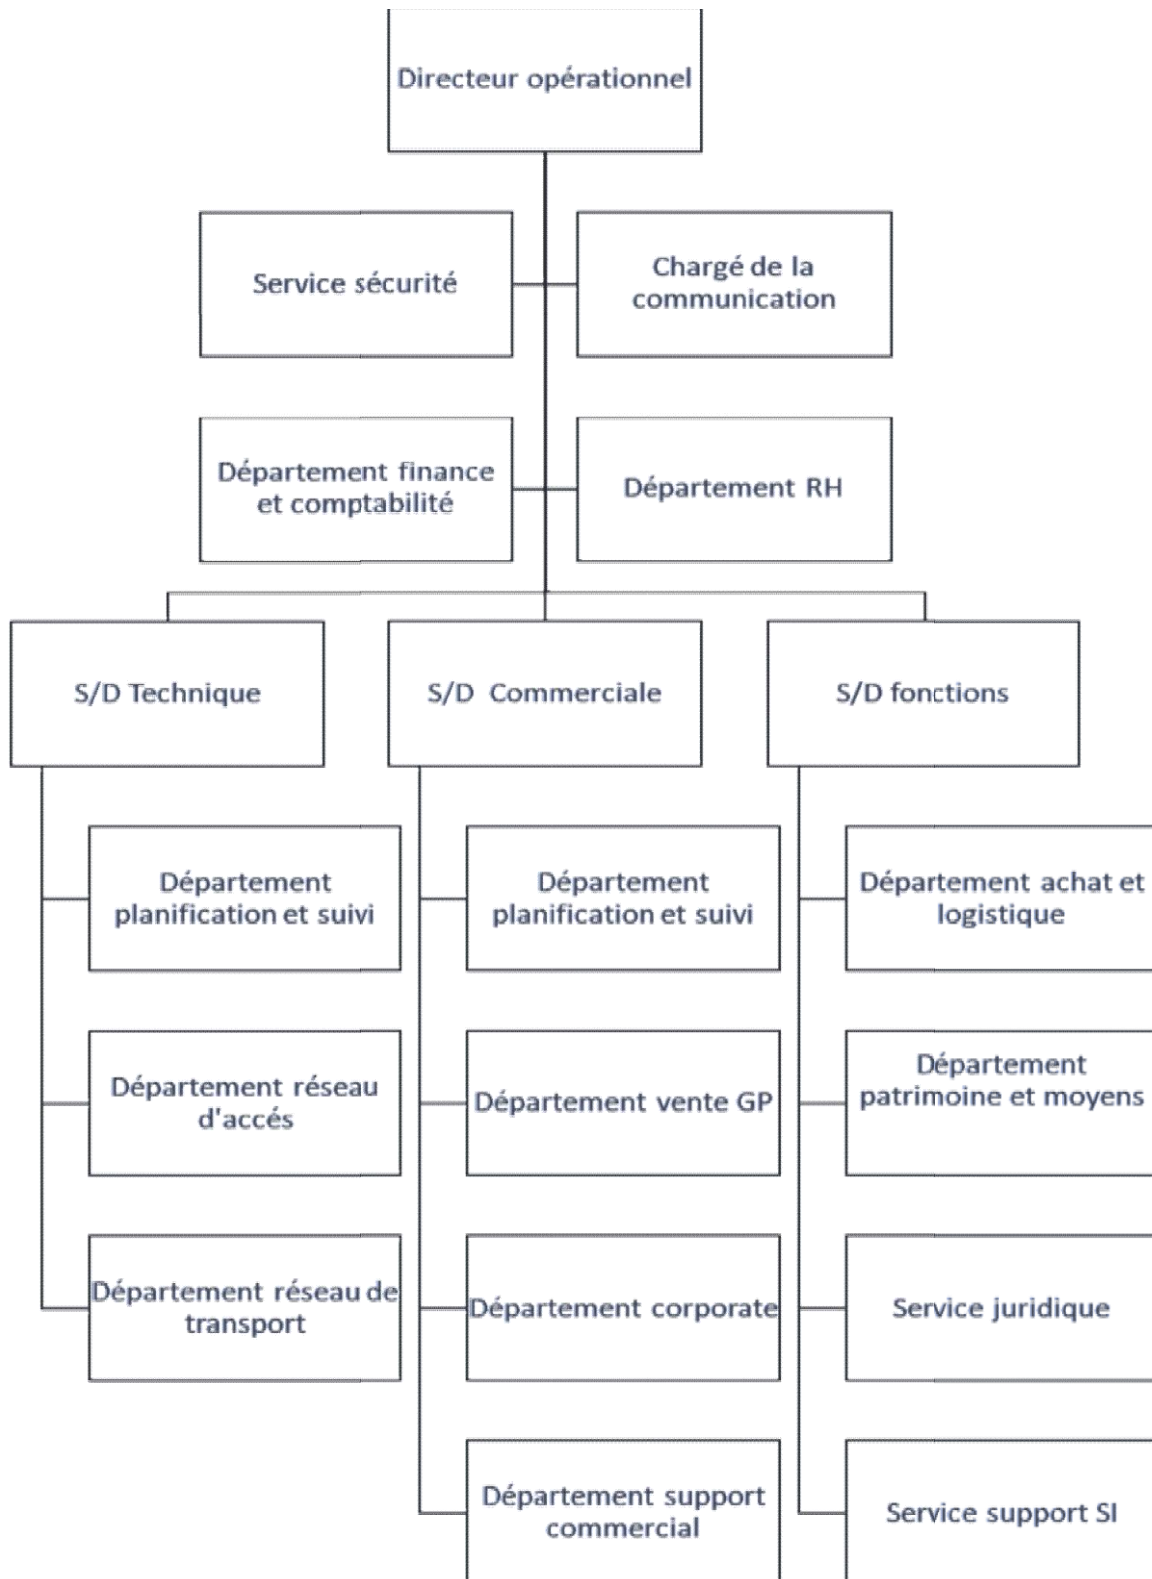 Directeur opérationnel
Service sécurité
Chargé de la
communication
Département finance
et comptabilité
Département RH
S/D Technique
S/D Commerciale
S/D fonctions
Département
planification et suivi
Département
planification et suivi
Département achat et
logistique
Département réseau
d'accés
Département vente GP
Département
patrimoine et moyens
Département réseau de
transport
Département corporate
Service juridique
Département support
commercial
Service support SI